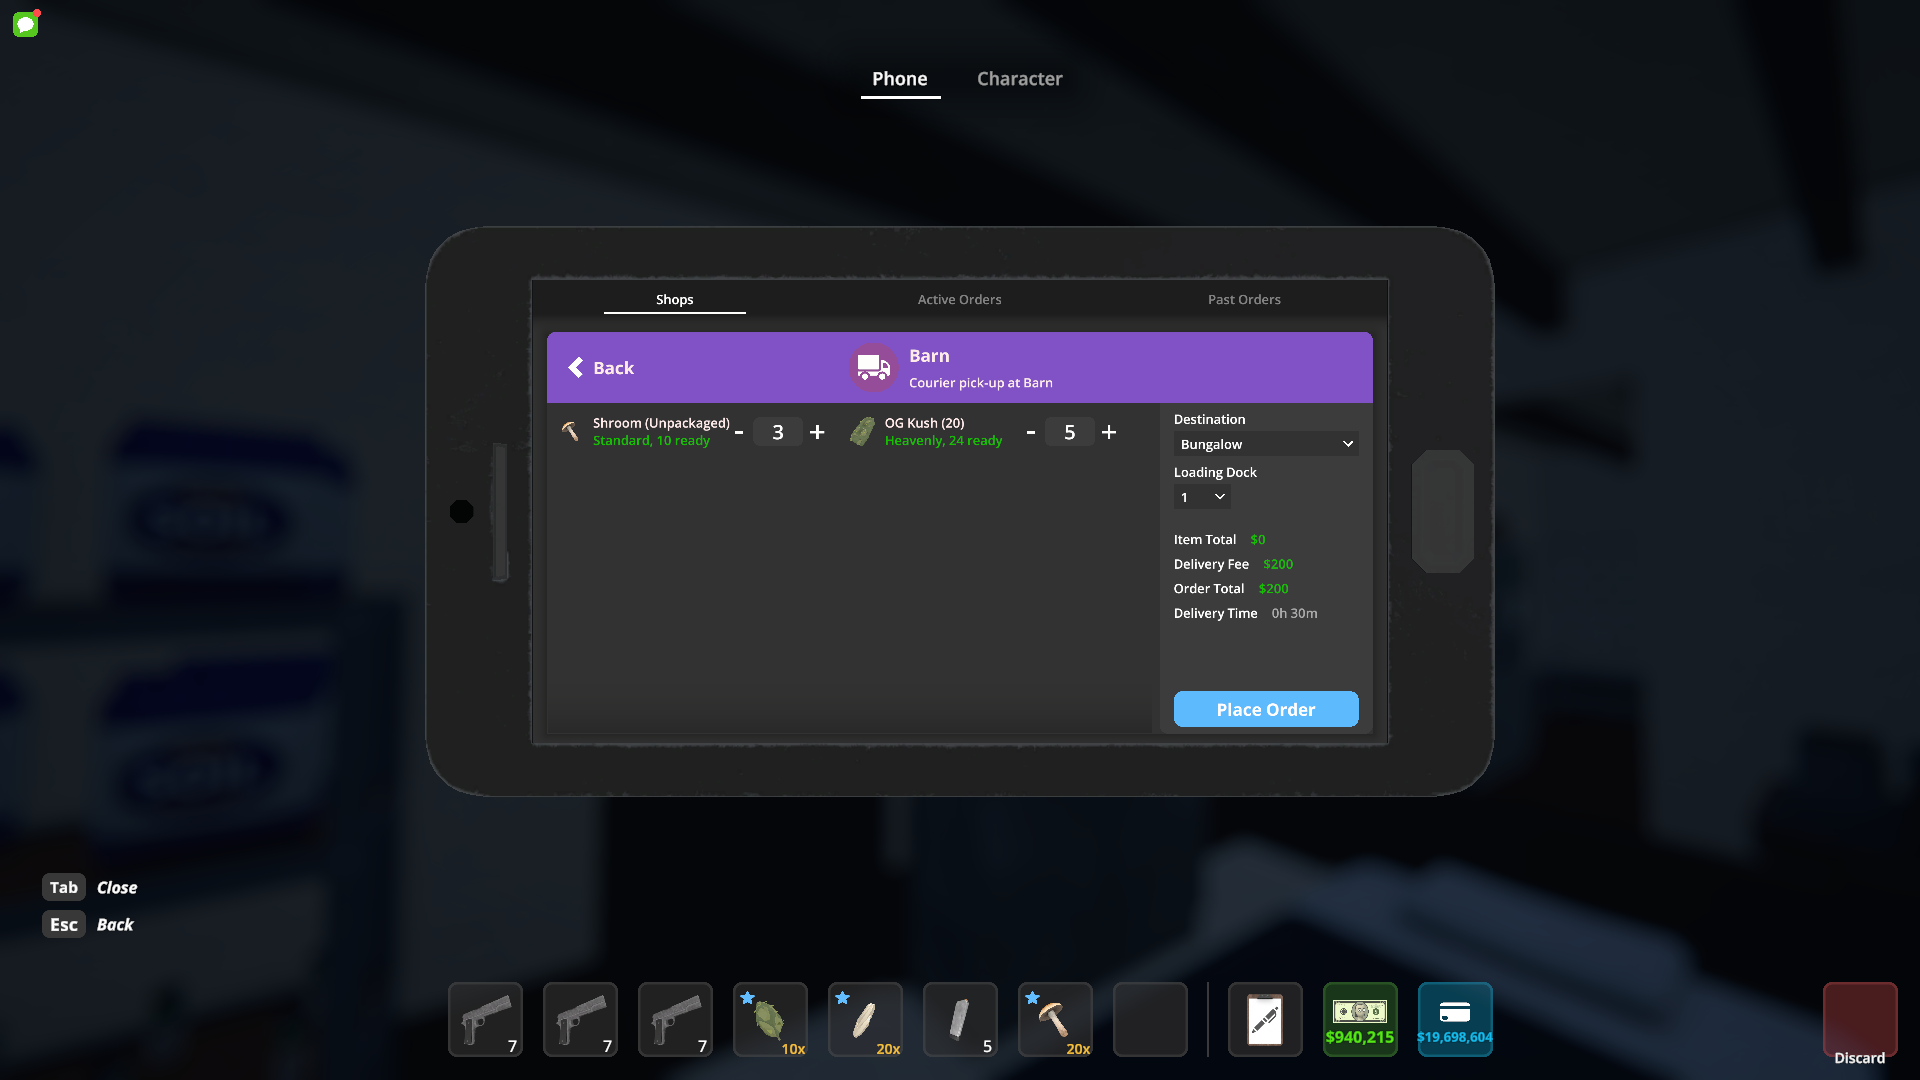 Phone
Character
Shops
Active Orders
Past Orders
Back
Barn
Courier pick-up at Barn
Shroom (Unpackaged)
Standard, 10 ready
- 3 +
OG Kush (20)
Heavenly, 24 ready
- 5 +
Destination
Bungalow
Loading Dock
1
Item Total $0
Delivery Fee $200
Order Total $200
Delivery Time 0h 30m
Place Order
Tab Close
Esc Back
7
7
7
10x
20x
5
20x
$940,215
$19,698,604
Discard